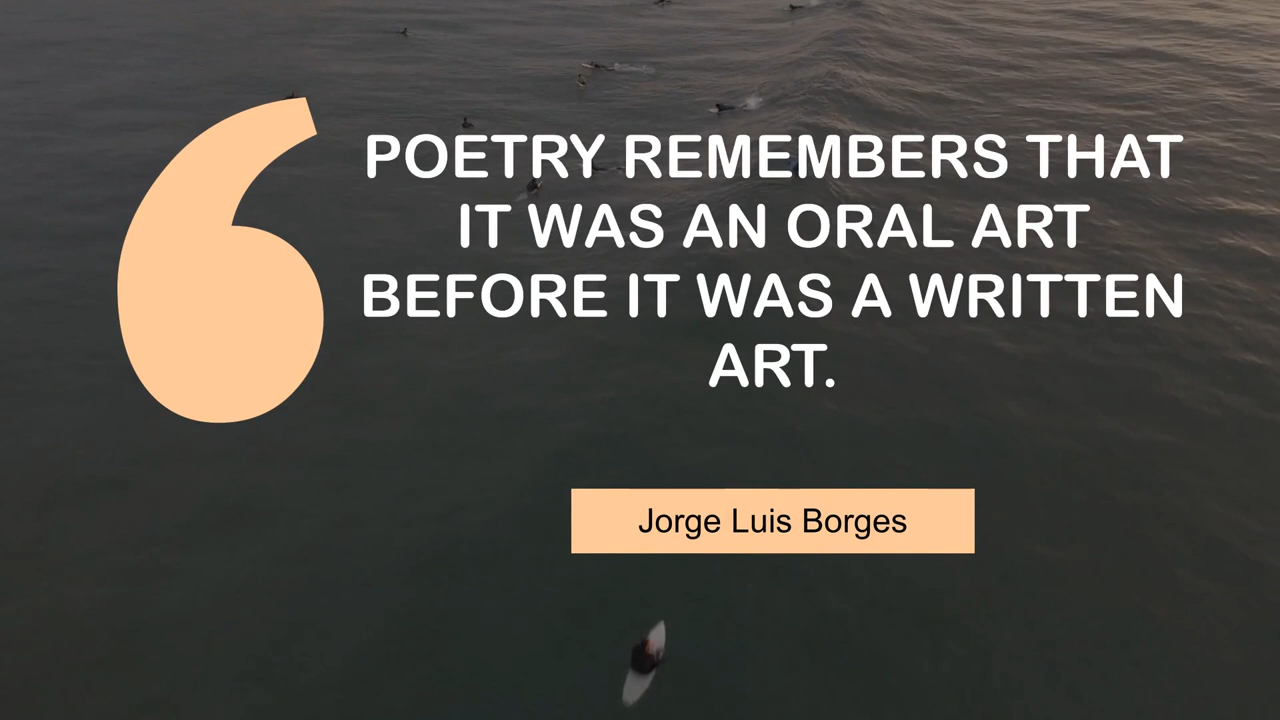 POETRY REMEMBERS THAT
IT WAS AN ORAL ART
BEFORE IT WAS A WRITTEN
ART.
Jorge Luis Borges